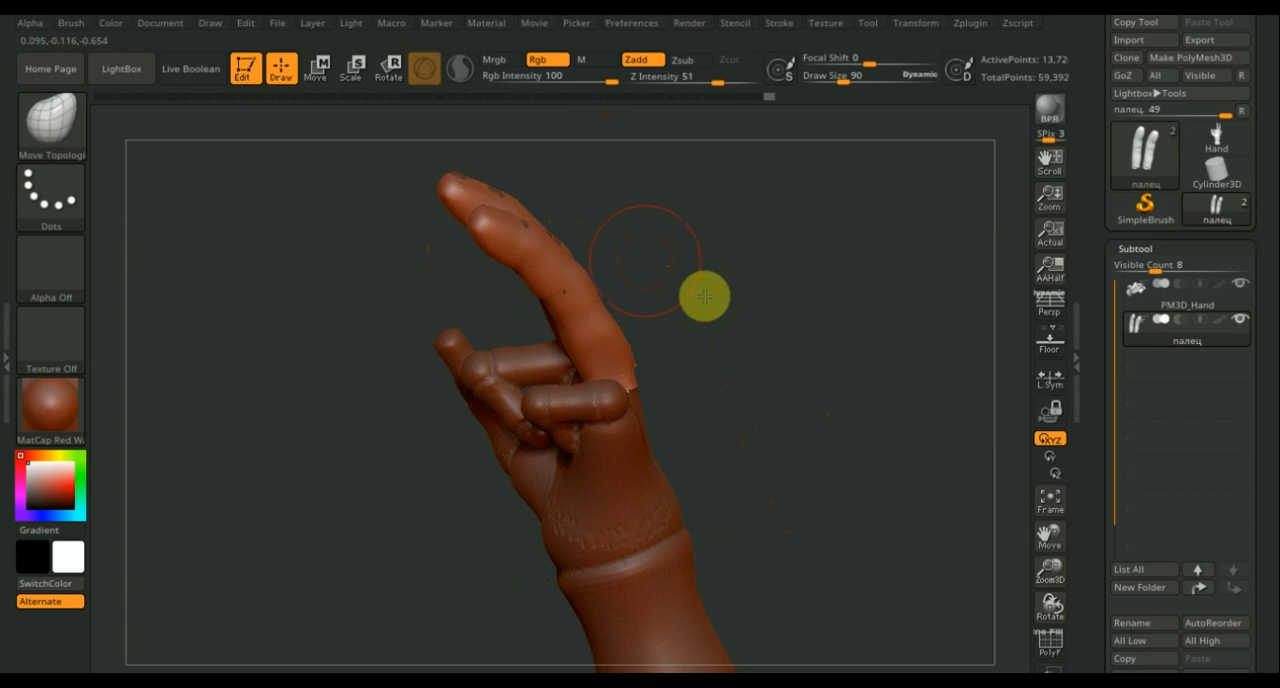 Alpha Brush Color Document Draw Edit File Layer Light Macro Marker Material Movie Picker Preferences Render Stencil Stroke Texture Tool Transform Zplugin Zscript
0.095,-0.116,-0.654
Home Page
LightBox
Live Boolean
Edit
Draw
Move
Scale
Rotate
Mrgb
Rgb
M
Rgb Intensity 100
Zadd
Zsub
Zcut
Z Intensity 51
S
Focal Shift 0
Draw Size 90
Dynamic
D
ActivePoints: 13,72
TotalPoints: 59,392
Move Topologi
Dots
Alpha Off
Texture Off
MatCap Red Wa
Gradient
SwitchColor
Alternate
BPR
SPix 3
Scroll
Zoom
Actual
AAHalf
Persp
Floor
L.Sym
XYZ
Y
Z
Frame
Move
Zoom3D
Rotate
PolyF
Copy Tool
Paste Tool
Import
Export
Clone
Make PolyMesh3D
GoZ
All
Visible
R
Lightbox▶Tools
палец. 49
R
2
палец
Hand
Cylinder3D
SimpleBrush
2
палец
Subtool
Visible Count 8
PM3D_Hand
палец
List All
New Folder
Rename
AutoReorder
All Low
All High
Copy
Paste